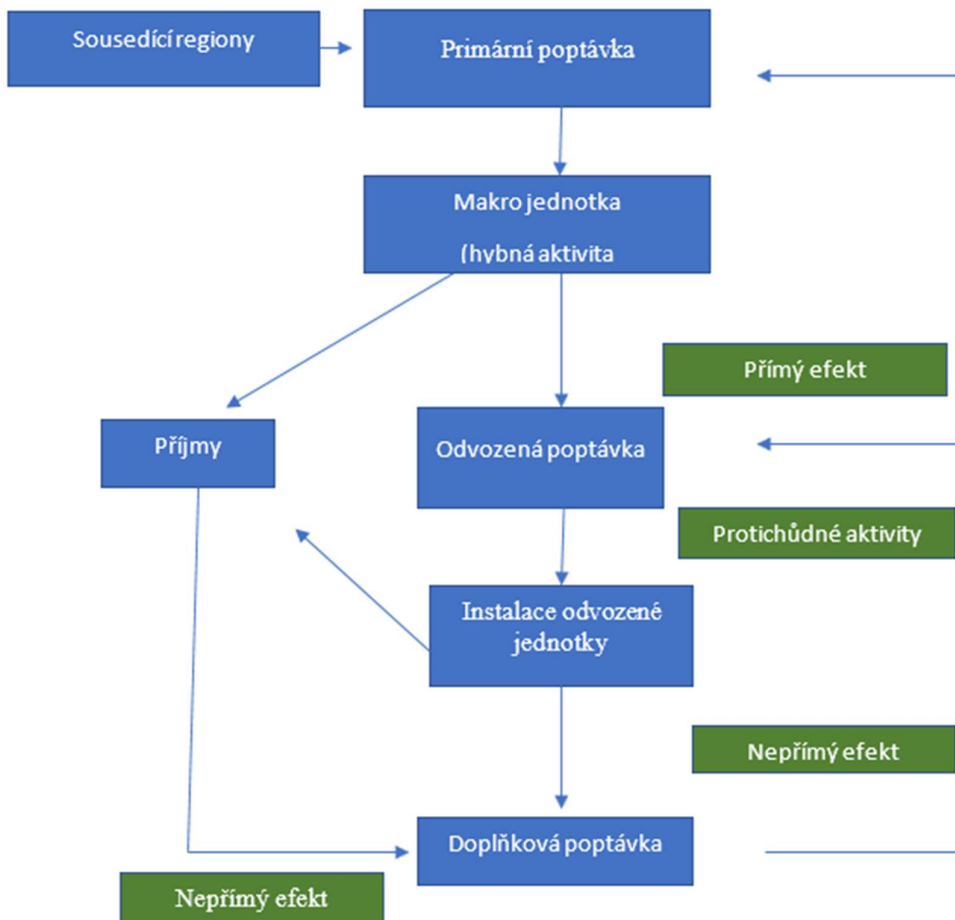 Sousedící regiony
Primární poptávka
Makro jednotka
(hybná aktivita
Přímý efekt
Příjmy
Odvozená poptávka
Protichůdné aktivity
Instalace odvozené
jednotky
Nepřímý efekt
Doplňková poptávka
Nepřímý efekt